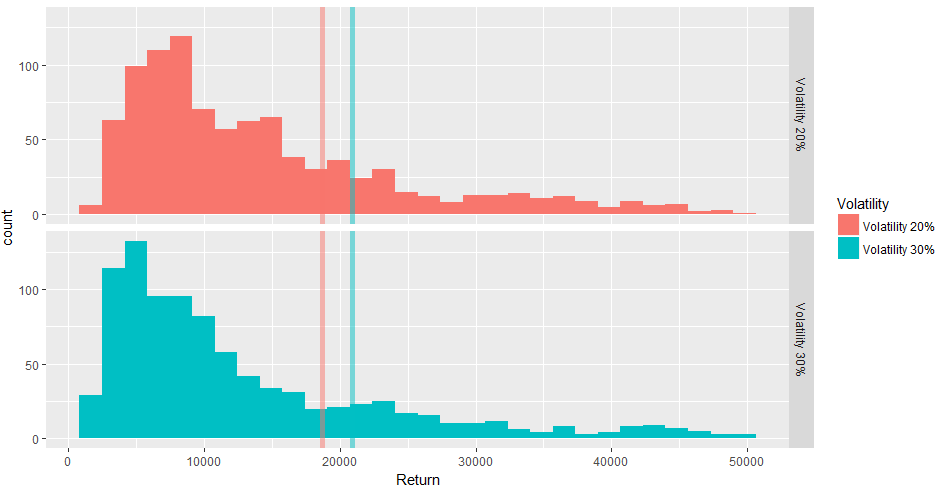 100
50
0
Volatility 20%
100
50
0
Volatility 30%
count
0
10000
20000
30000
40000
50000
Return
Volatility
Volatility 20%
Volatility 30%